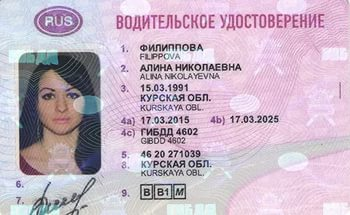 RUS ВОДИТЕЛЬСКОЕ УДОСТОВЕРЕНИЕ
1. ФИЛИППОВА
FILIPPOVA
2. АЛИНА НИКОЛАЕВНА
ALINA NIKOLAYEVNA
3. 15.03.1991
КУРСКАЯ ОБЛ.
KURSKAYA OBL.
4a) 17.03.2015 4b) 17.03.2025
4c) ГИБДД 4602
GIBDD 4602
5. 46 20 271039
8. КУРСКАЯ ОБЛ.
KURSKAYA OBL.
6.
7.
9. B B1 M